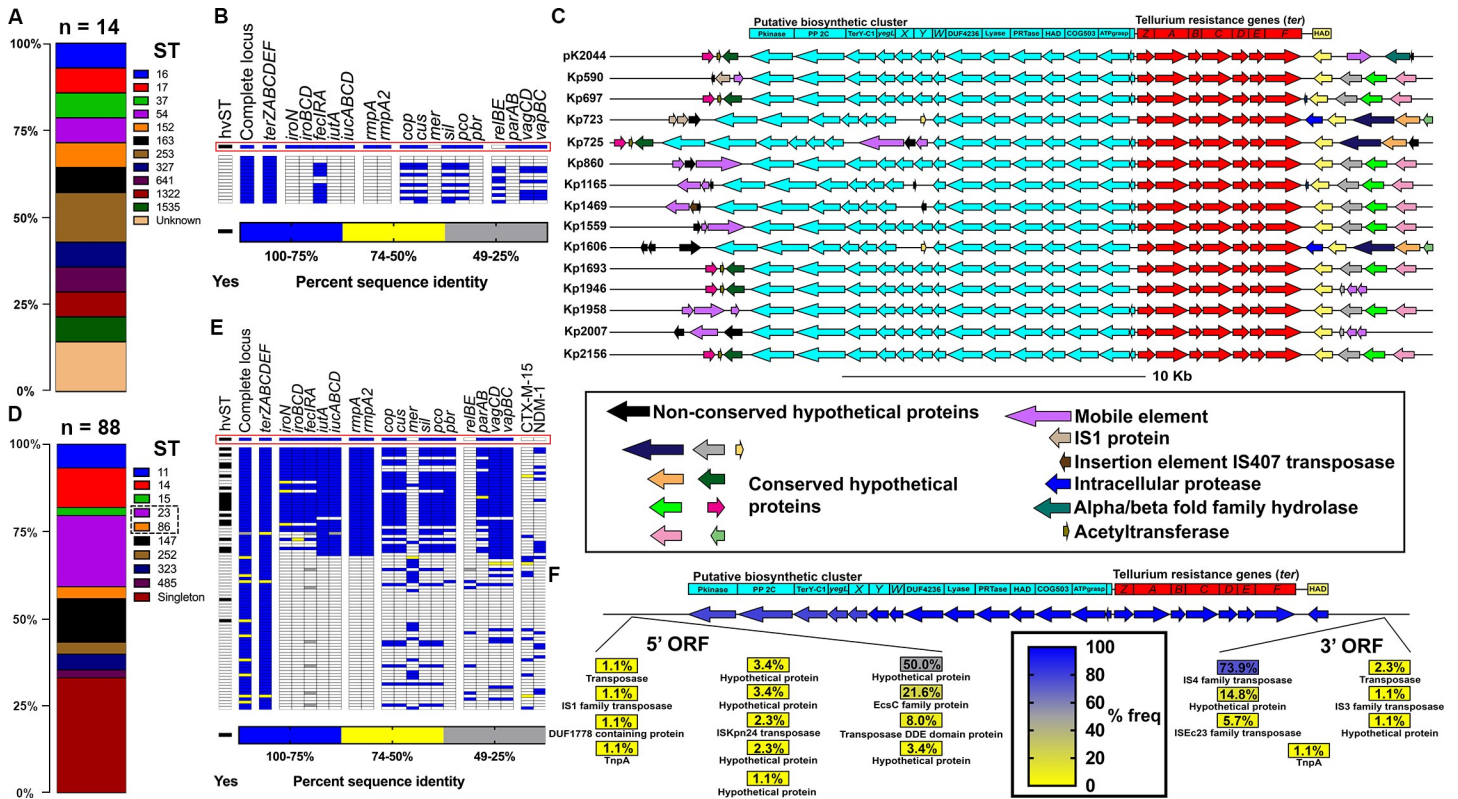 A
n = 14
ST
100%
75%
50%
25%
0%
16
17
37
54
152
163
253
327
641
1322
1535
Unknown
B
hvST
Complete locus
terZABCDEF
iroN
iroBCD
fecIRA
iutA
iucABCD
rmpA
rmpA2
cop
cus
mer
sil
pco
pbr
relBE
parAB
vagCD
vapBC
100-75%
74-50%
49-25%
Yes
Percent sequence identity
C
Putative biosynthetic cluster
Tellurium resistance genes (ter)
Pkinase
PP 2C
TerY-C1
yegL
X
Y
W
DUF4236
Lyase
PRTase
HAD
COG503
ATPgrasp
Z
A
B
C
D
E
F
HAD
pK2044
Kp590
Kp697
Kp723
Kp725
Kp860
Kp1165
Kp1469
Kp1559
Kp1606
Kp1693
Kp1946
Kp1958
Kp2007
Kp2156
10 Kb
Non-conserved hypothetical proteins
Conserved hypothetical
proteins
Mobile element
IS1 protein
Insertion element IS407 transposase
Intracellular protease
Alpha/beta fold family hydrolase
Acetyltransferase
D
n = 88
ST
100%
75%
50%
25%
0%
11
14
15
23
86
147
252
323
485
Singleton
E
hvST
Complete locus
terZABCDEF
iroN
iroBCD
fecIRA
iutA
iucABCD
rmpA
rmpA2
cop
cus
mer
sil
pco
pbr
relBE
parAB
vagCD
vapBC
CTX-M-15
NDM-1
100-75%
74-50%
49-25%
Yes
Percent sequence identity
F
Putative biosynthetic cluster
Tellurium resistance genes (ter)
Pkinase
PP 2C
TerY-C1
yegL
X
Y
W
DUF4236
Lyase
PRTase
HAD
COG503
ATPgrasp
Z
A
B
C
D
E
F
HAD
5' ORF
1.1%
Transposase
1.1%
IS1 family transposase
1.1%
DUF1778 containing protein
1.1%
TnpA
3.4%
Hypothetical protein
3.4%
Hypothetical protein
2.3%
ISKpn24 transposase
2.3%
Hypothetical protein
1.1%
Hypothetical protein
50.0%
Hypothetical protein
21.6%
EcsC family protein
8.0%
Transposase DDE domain protein
3.4%
Hypothetical protein
100
80
60
40
20
0
% freq
3' ORF
73.9%
IS4 family transposase
14.8%
Hypothetical protein
5.7%
ISEc23 family transposase
2.3%
Transposase
1.1%
IS3 family transposase
1.1%
Hypothetical protein
1.1%
TnpA